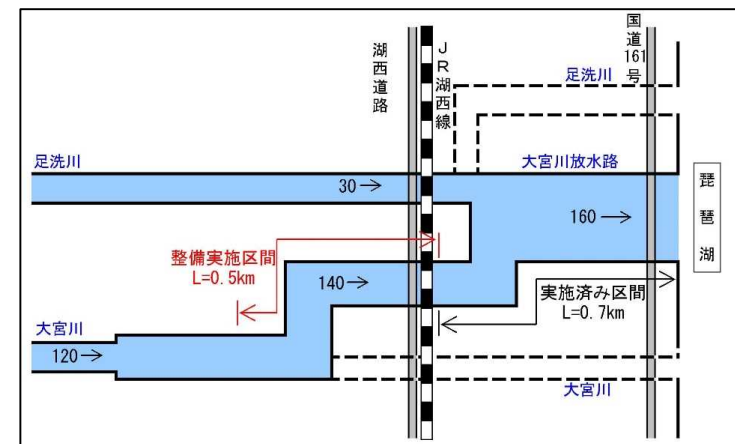 湖西道路
JR湖西線
国道161号
足洗川
足洗川
大宮川放水路
30→
160→
琵琶湖
整備実施区間
L=0.5km
140→
実施済み区間
L=0.7km
大宮川
120→
大宮川